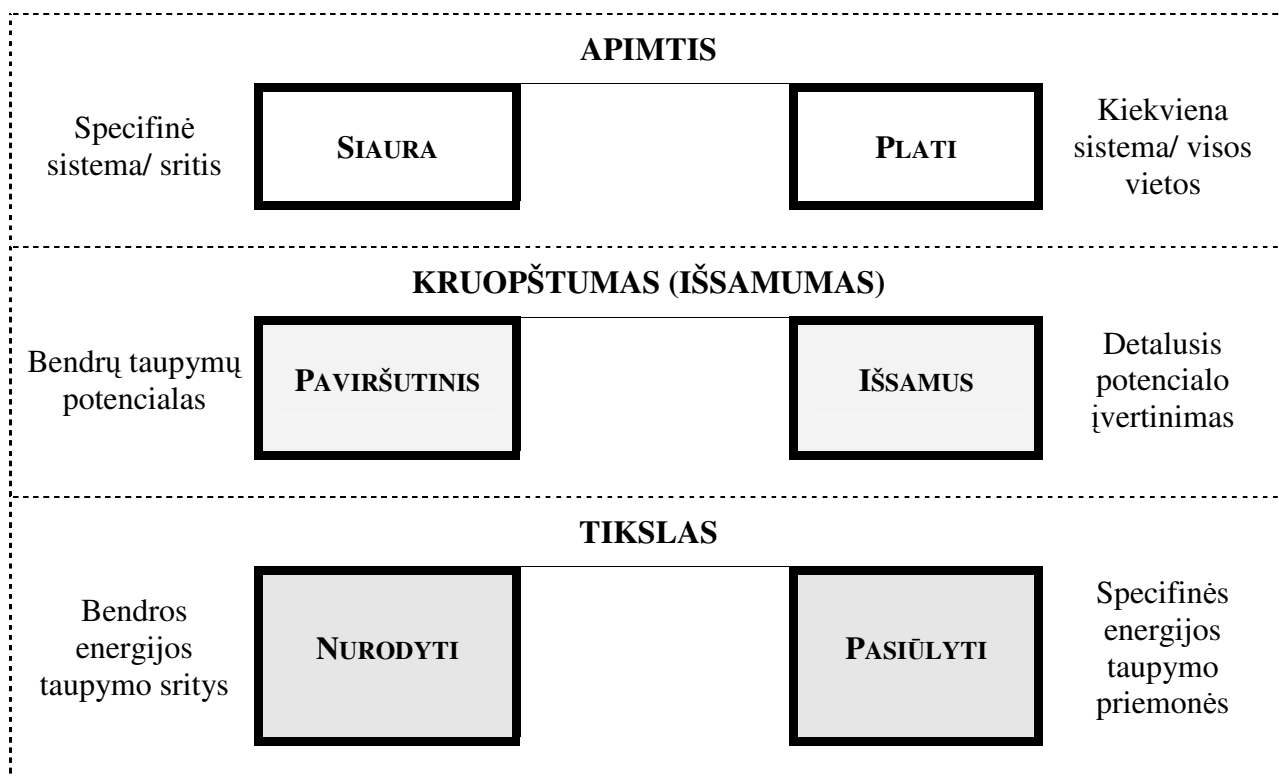 APIMTIS
Specifinė
sistema/ sritis
SIAURA
PLATI
Kiekviena
sistema/ visos
vietos
KRUOPŠTUMAS (IŠSAMUMAS)
Bendrų taupymų
potencialas
PAVIRŠUTINIS
IŠSAMUS
Detalusis
potencialo
įvertinimas
TIKSLAS
Bendros
energijos
taupymo sritys
NURODYTI
PASIŪLYTI
Specifinės
energijos
taupymo
priemonės